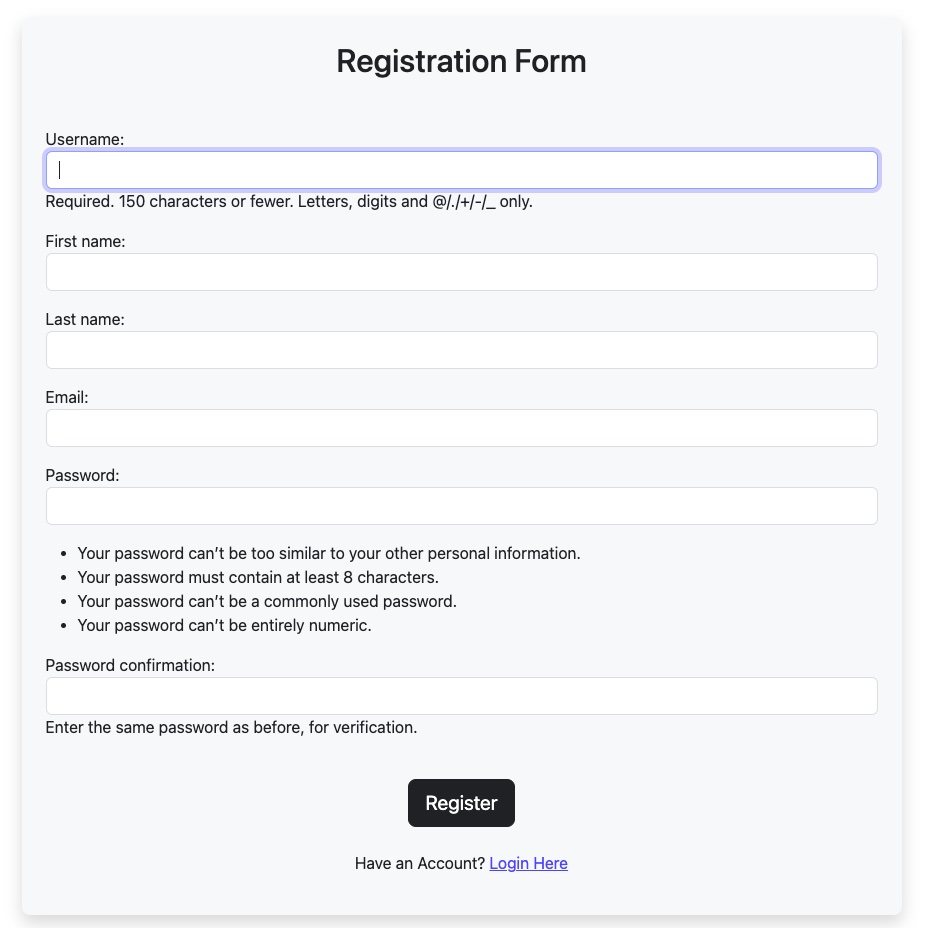 Registration Form
Username:
Required. 150 characters or fewer. Letters, digits and @/./+/-/_ only.
First name:
Last name:
Email:
Password:
• Your password can’t be too similar to your other personal information.
• Your password must contain at least 8 characters.
• Your password can’t be a commonly used password.
• Your password can’t be entirely numeric.
Password confirmation:
Enter the same password as before, for verification.
Register
Have an Account? Login Here